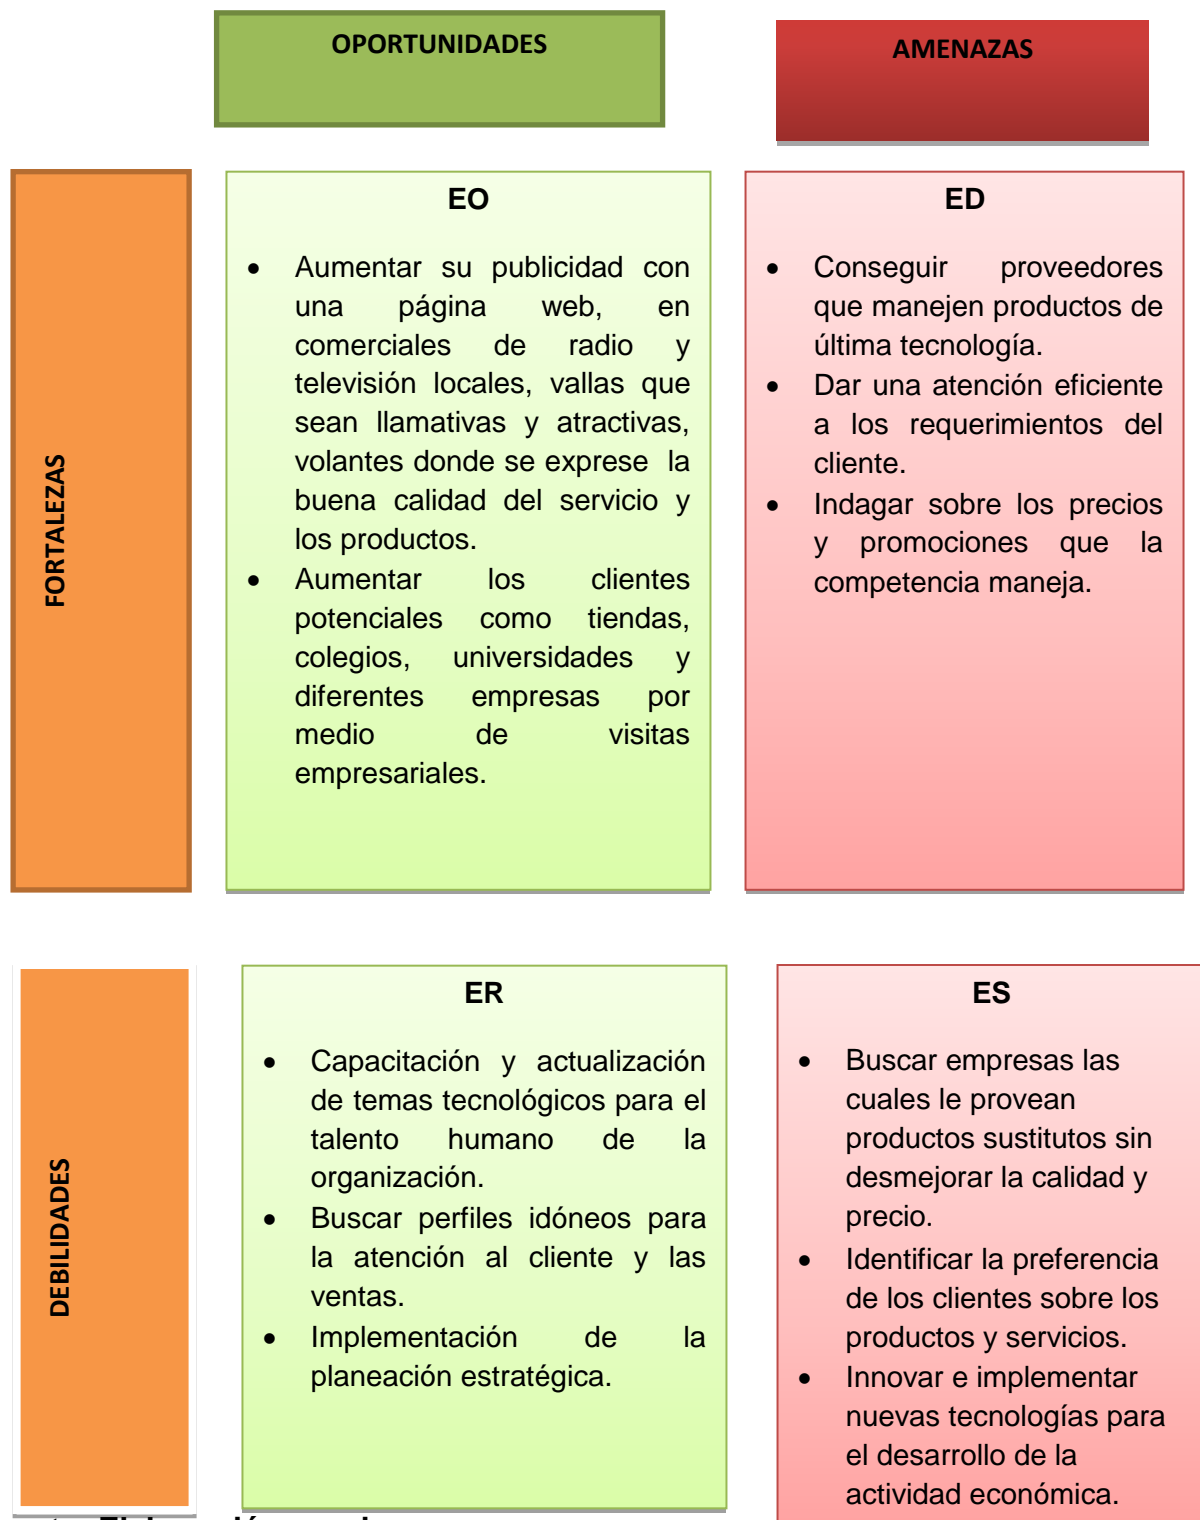 OPORTUNIDADES
AMENAZAS
FORTALEZAS
EO
• Aumentar su publicidad con
una página web, en
comerciales de radio y
televisión locales, vallas que
sean llamativas y atractivas,
volantes donde se exprese la
buena calidad del servicio y
los productos.
• Aumentar los clientes
potenciales como tiendas,
colegios, universidades y
diferentes empresas por
medio de visitas
empresariales.
ED
• Conseguir proveedores
que manejen productos de
última tecnología.
• Dar una atención eficiente
a los requerimientos del
cliente.
• Indagar sobre los precios
y promociones que la
competencia maneja.
DEBILIDADES
ER
• Capacitación y actualización
de temas tecnológicos para el
talento humano de la
organización.
• Buscar perfiles idóneos para
la atención al cliente y las
ventas.
• Implementación de la
planeación estratégica.
ES
• Buscar empresas las
cuales le provean
productos sustitutos sin
desmejorar la calidad y
precio.
• Identificar la preferencia
de los clientes sobre los
productos y servicios.
• Innovar e implementar
nuevas tecnologías para
el desarrollo de la
actividad económica.